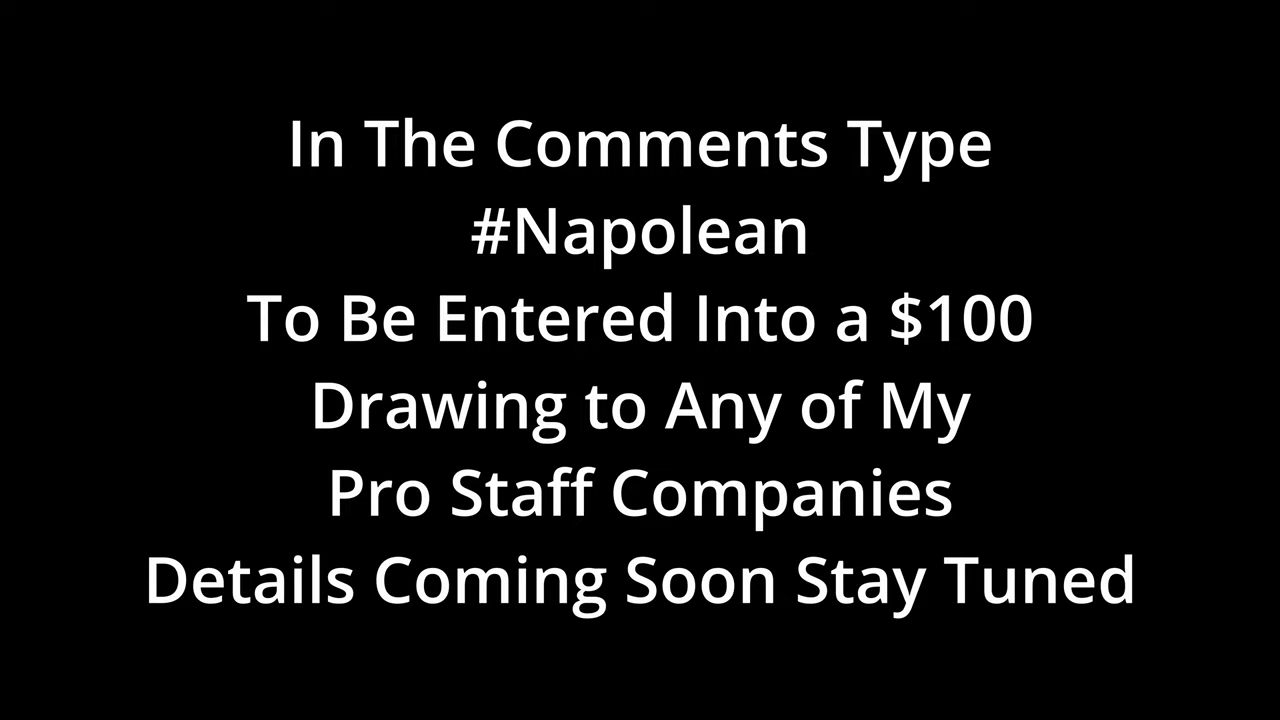 In The Comments Type
#Napolean
To Be Entered Into a $100
Drawing to Any of My
Pro Staff Companies
Details Coming Soon Stay Tuned